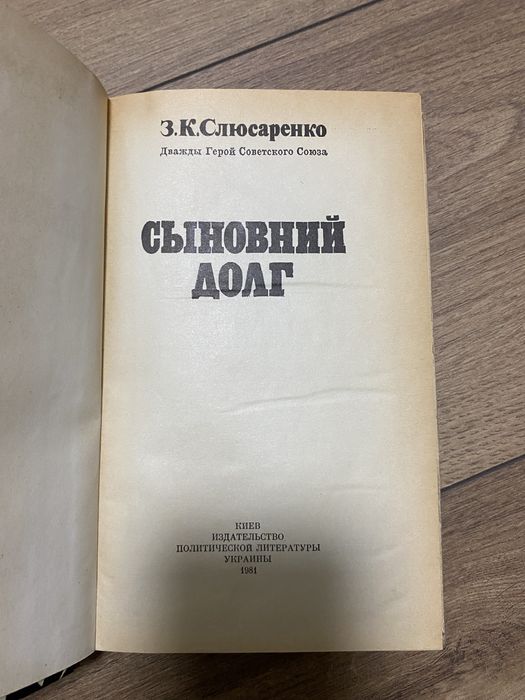 З.К.Слюсаренко
Дважды Герой Советского Союза
СЫНОВНИЙ
ДОЛГ
КИЕВ
ИЗДАТЕЛЬСТВО
ПОЛИТИЧЕСКОЙ ЛИТЕРАТУРЫ
УКРАИНЫ
1981